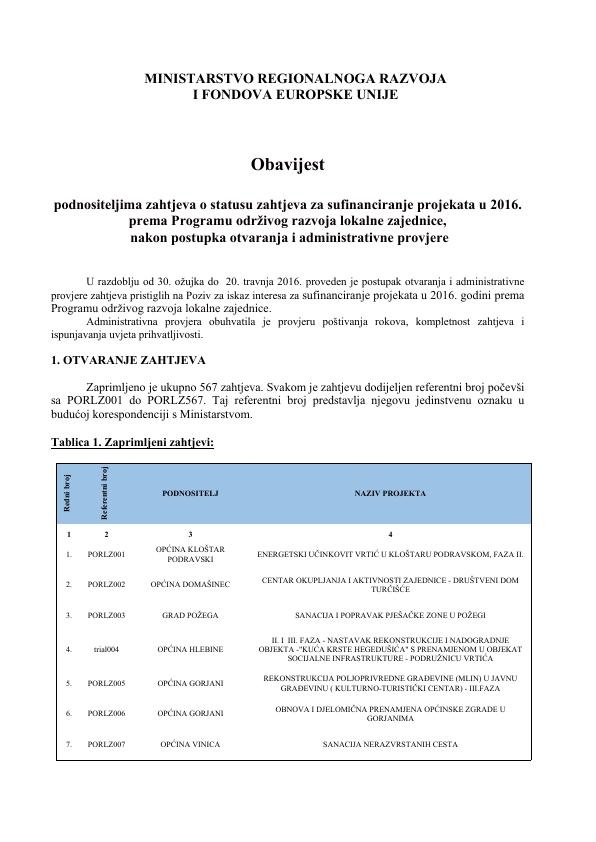 MINISTARSTVO REGIONALNOGA RAZVOJA
I FONDOVA EUROPSKE UNIJE
Obavijest
podnositeljima zahtjeva o statusu zahtjeva za sufinanciranje projekata u 2016.
prema Programu održivog razvoja lokalne zajednice,
nakon postupka otvaranja i administrativne provjere
U razdoblju od 30. ožujka do 20. travnja 2016. proveden je postupak otvaranja i administrativne
provjere zahtjeva pristiglih na Poziv za iskaz interesa za sufinanciranje projekata u 2016. godini prema
Programu održivog razvoja lokalne zajednice.
Administrativna provjera obuhvatila je provjeru poštivanja rokova, kompletnost zahtjeva i
ispunjavanja uvjeta prihvatljivosti.
1. OTVARANJE ZAHTJEVA
Zaprimljeno je ukupno 567 zahtjeva. Svakom je zahtjevu dodijeljen referentni broj počevši
sa PORLZ001 do PORLZ567. Taj referentni broj predstavlja njegovu jedinstvenu oznaku u
budućoj korespondenciji s Ministarstvom.
Tablica 1. Zaprimljeni zahtjevi:
Redni broj Referentni broj PODNOSITELJ NAZIV PROJEKTA
1 2 3 4
1. PORLZ001 OPĆINA KLOŠTAR PODRAVSKI ENERGETSKI UČINKOVIT VRTIĆ U KLOŠTARU PODRAVSKOM, FAZA II.
2. PORLZ002 OPĆINA DOMAŠINEC CENTAR OKUPLJANJA I AKTIVNOSTI ZAJEDNICE - DRUŠTVENI DOM
TURČIŠĆE
3. PORLZ003 GRAD POŽEGA SANACIJA I POPRAVAK PJEŠAČKE ZONE U POŽEGI
4. trial004 OPĆINA HLEBINE II. I III. FAZA - NASTAVAK REKONSTRUKCIJE I NADOGRADNJE
OBJEKTA -"KUĆA KRSTE HEGEDUŠIĆA" S PRENAMJENOM U OBJEKAT
SOCIJALNE INFRASTRUKTURE - PODRUŽNICU VRTIĆA
5. PORLZ005 OPĆINA GORJANI REKONSTRUKCIJA POLJOPRIVREDNE GRAĐEVINE (MLIN) U JAVNU
GRAĐEVINU ( KULTURNO-TURISTIČKI CENTAR) - III.FAZA
6. PORLZ006 OPĆINA GORJANI OBNOVA I DJELOMIČNA PRENAMJENA OPĆINSKE ZGRADE U
GORJANIMA
7. PORLZ007 OPĆINA VINICA SANACIJA NERAZVRSTANIH CESTA